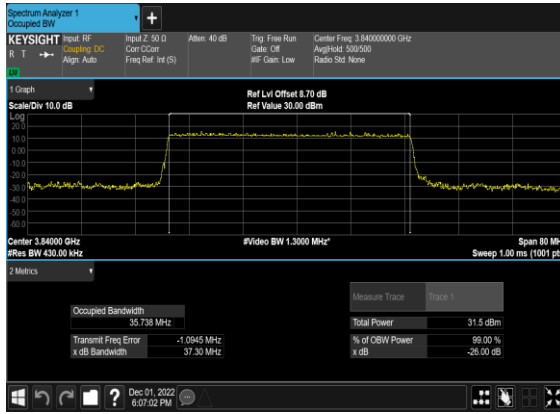 Spectrum Analyzer 1
Occupied BW
+
KEYSIGHT
R T
LXI
Input: RF
Coupling: DC
Align: Auto
Input Z: 50 Ω
Corr CCorr
Freq Ref: Int (S)
Atten: 40 dB
Trig: Free Run
Gate: Off
#IF Gain: Low
Center Freq: 3.840000000 GHz
Avg|Hold: 500/500
Radio Std: None
1 Graph
Scale/Div 10.0 dB
Ref Lvl Offset 8.70 dB
Ref Value 30.00 dBm
Log
20.0
10.0
0.00
-10.0
-20.0
-30.0
-40.0
-50.0
-60.0
Center 3.84000 GHz
#Res BW 430.00 kHz
#Video BW 1.3000 MHz*
Span 80 MH
Sweep 1.00 ms (1001 pt
2 Metrics
Measure Trace
Trace 1
Occupied Bandwidth
35.738 MHz
Total Power
31.5 dBm
Transmit Freq Error
-1.0945 MHz
% of OBW Power
99.00 %
x dB Bandwidth
37.30 MHz
x dB
-26.00 dB
?
Dec 01, 2022
6:07:02 PM